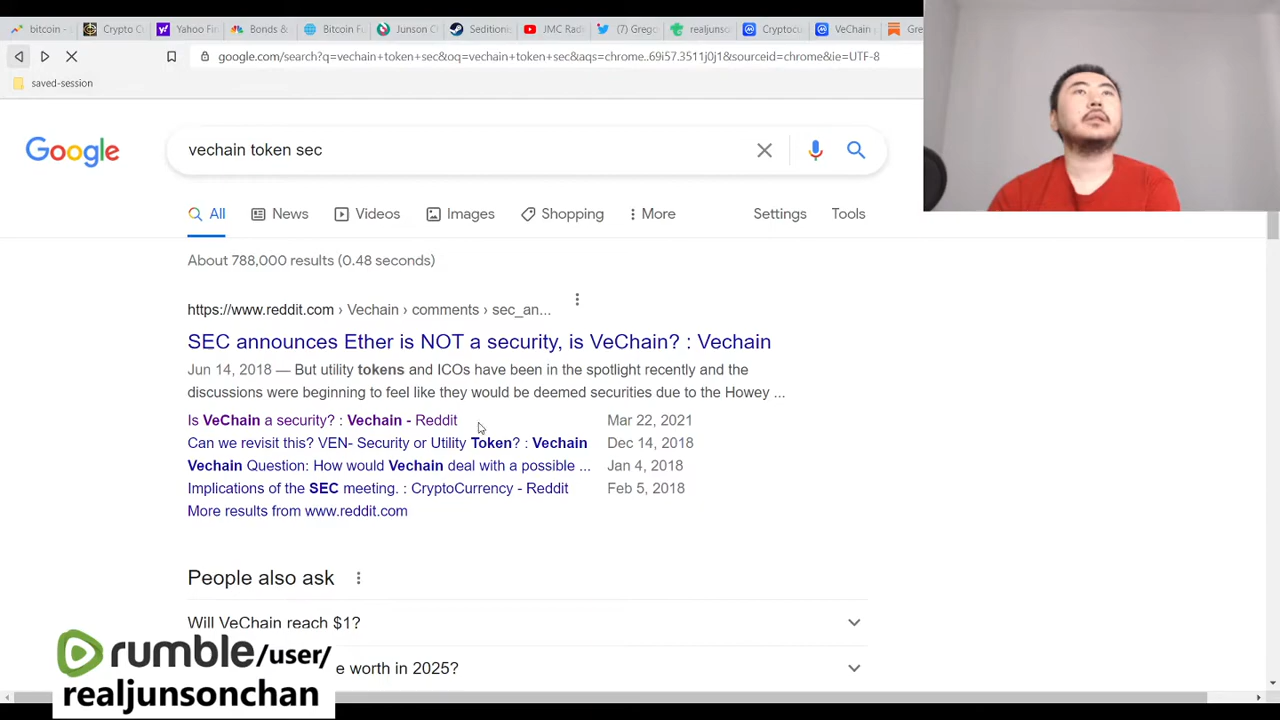 bitcoin -
Crypto C
Yahoo
Bonds &
Bitcoin Fu
Junson Ch
Seditione
JMC Rad
(7) Grego
realjunson
Cryptocu
VeChain
Gre
google.com/search?q=vechain+token+sec&oq=vechain+token+sec&aqs=chrome..69i57.3511j0j1&sourceid=chrome&ie=UTF-8
saved-session
Google
vechain token sec
All
News
Videos
Images
Shopping
More
Settings
Tools
About 788,000 results (0.48 seconds)
https://www.reddit.com › Vechain › comments › sec_an...
SEC announces Ether is NOT a security, is VeChain? : Vechain
Jun 14, 2018 — But utility tokens and ICOs have been in the spotlight recently and the
discussions were beginning to feel like they would be deemed securities due to the Howey ...
Is VeChain a security? : Vechain - Reddit Mar 22, 2021
Can we revisit this? VEN- Security or Utility Token? : Vechain Dec 14, 2018
Vechain Question: How would Vechain deal with a possible ... Jan 4, 2018
Implications of the SEC meeting. : CryptoCurrency - Reddit Feb 5, 2018
More results from www.reddit.com
People also ask
Will VeChain reach $1?
e worth in 2025?
rumble/user/
realjunsonchan